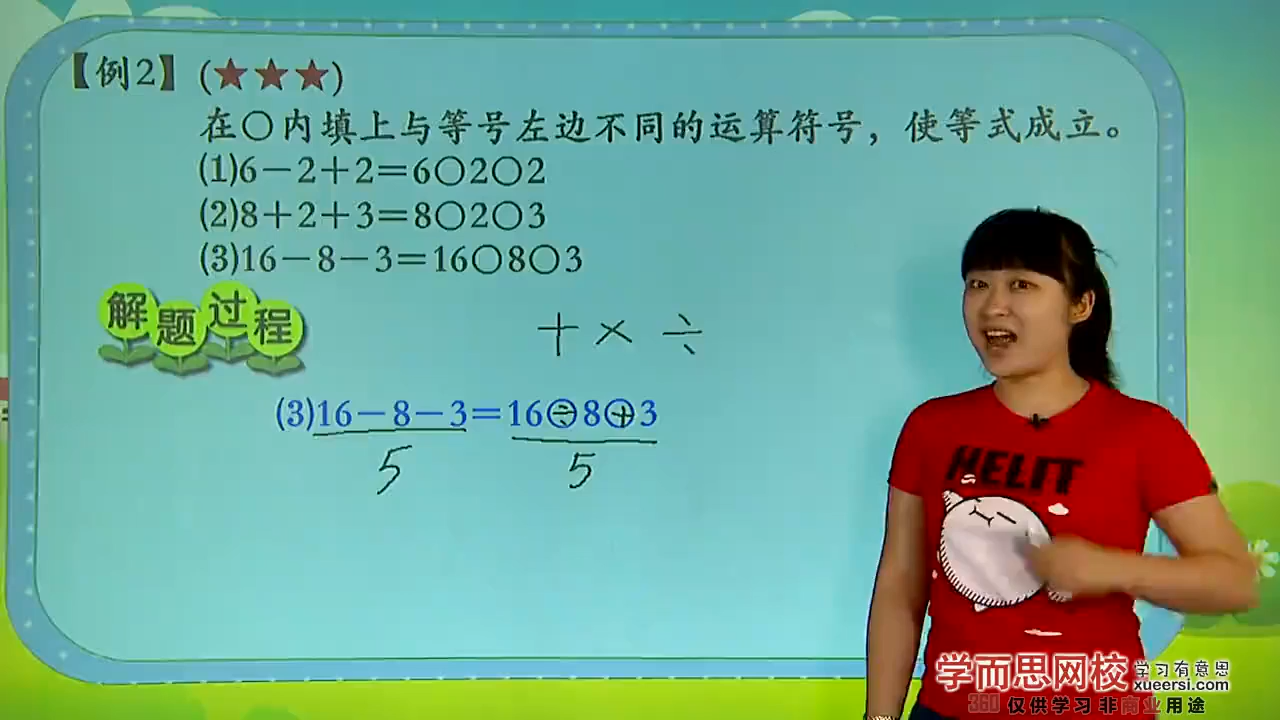 【例2】(★★★)
在○内填上与等号左边不同的运算符号，使等式成立。
(1)6－2＋2＝6○2○2
(2)8＋2＋3＝8○2○3
(3)16－8－3＝16○8○3
解题过程
＋ × ÷
(3)16－8－3＝16÷8＋3
5 5
HELIT
学而思网校 学习有意思
xueersi.com
360 仅供学习 非商业用途